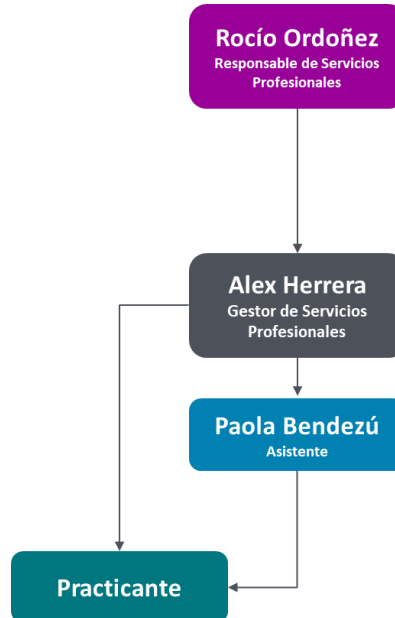 Rocío Ordoñez
Responsable de Servicios
Profesionales
Alex Herrera
Gestor de Servicios
Profesionales
Paola Bendezú
Asistente
Practicante